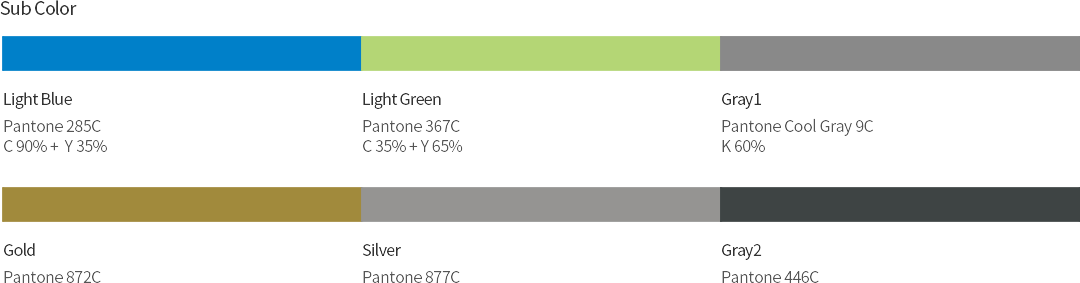 Sub Color
Light Blue
Pantone 285C
C 90% + Y 35%
Light Green
Pantone 367C
C 35% + Y 65%
Gray1
Pantone Cool Gray 9C
K 60%
Gold
Pantone 872C
Silver
Pantone 877C
Gray2
Pantone 446C